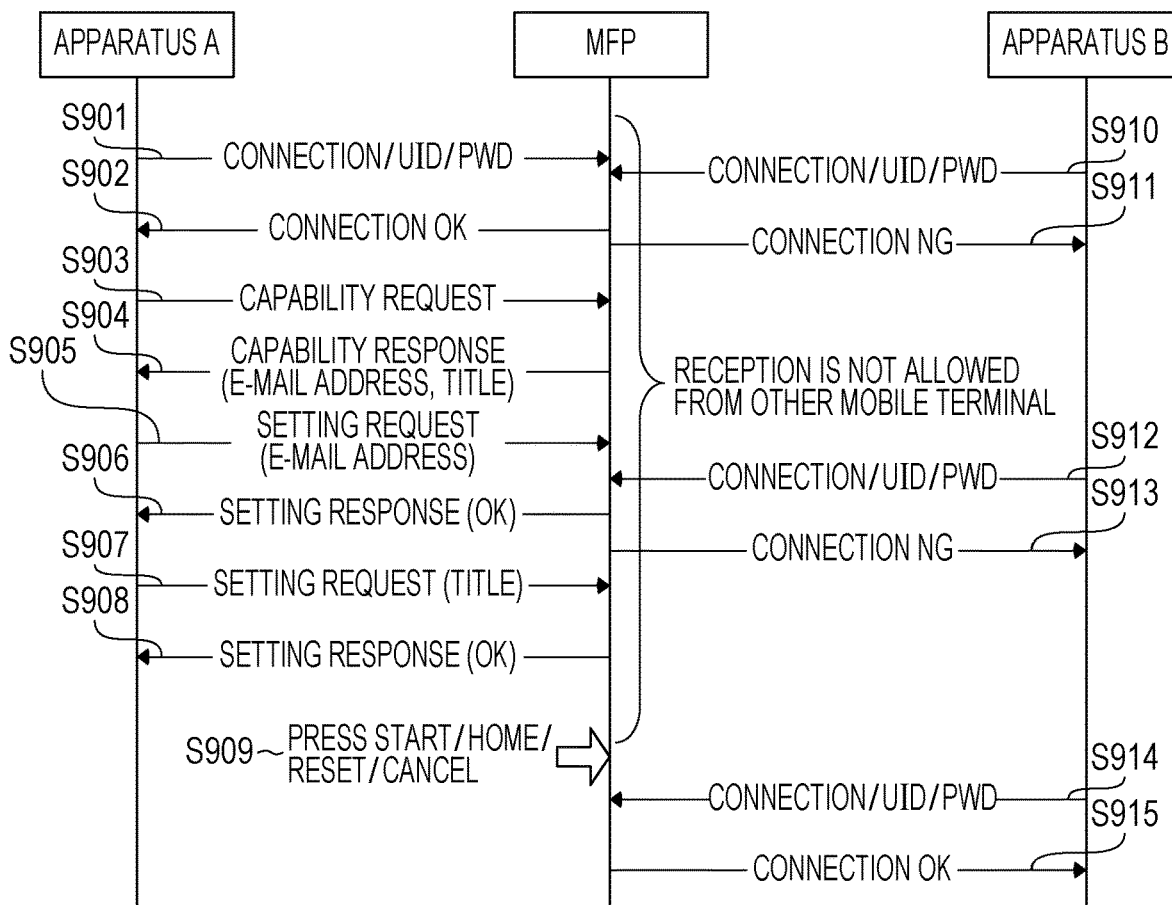 APPARATUS A
MFP
APPARATUS B
S901
CONNECTION/UID/PWD
S910
CONNECTION/UID/PWD
S902
CONNECTION OK
S911
CONNECTION NG
S903
CAPABILITY REQUEST
S904
CAPABILITY RESPONSE
(E-MAIL ADDRESS, TITLE)
RECEPTION IS NOT ALLOWED
FROM OTHER MOBILE TERMINAL
S905
SETTING REQUEST
(E-MAIL ADDRESS)
S912
CONNECTION/UID/PWD
S906
SETTING RESPONSE (OK)
S913
CONNECTION NG
S907
SETTING REQUEST (TITLE)
S908
SETTING RESPONSE (OK)
S909
PRESS START/HOME/
RESET/CANCEL
S914
CONNECTION/UID/PWD
S915
CONNECTION OK